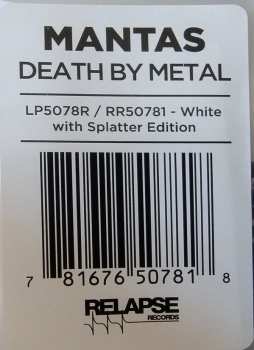 MANTAS
DEATH BY METAL
LP5078R / RR50781 - White
with Splatter Edition
7 81676 50781 8
RELAPSE
RECORDS